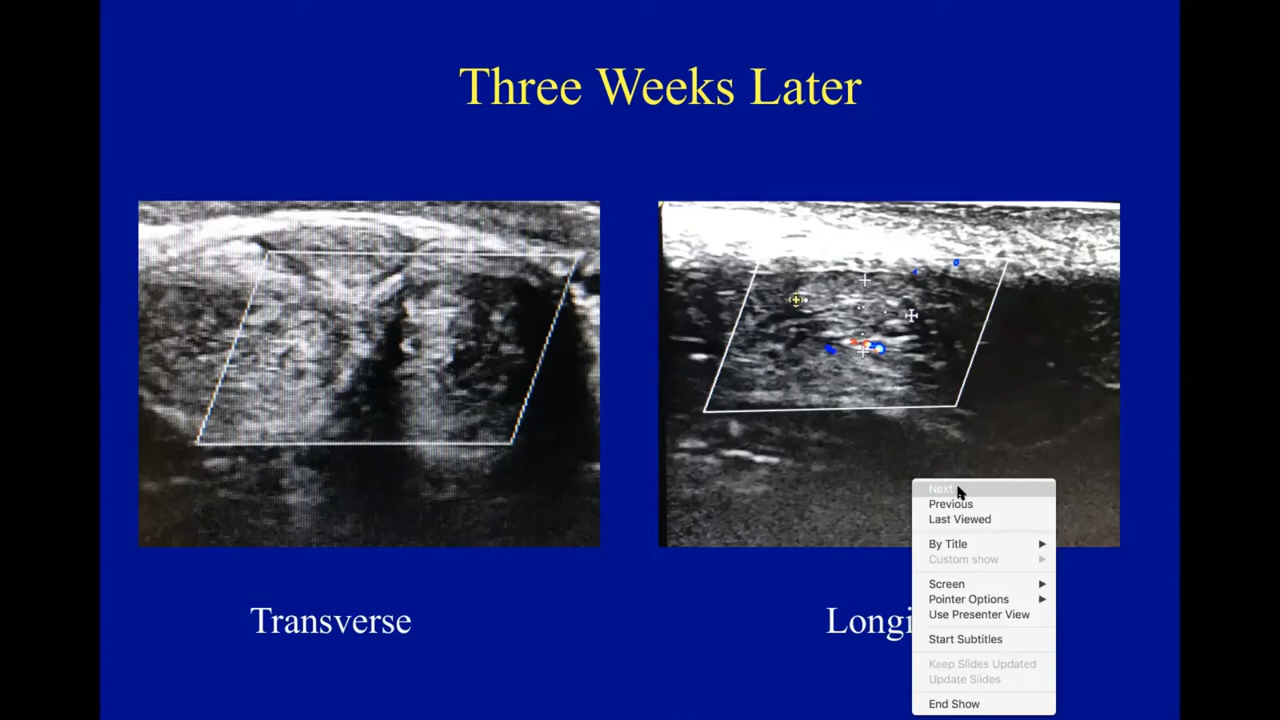 Three Weeks Later
Transverse
Longi
Next
Previous
Last Viewed
By Title
Custom show
Screen
Pointer Options
Use Presenter View
Start Subtitles
Keep Slides Updated
Update Slides
End Show